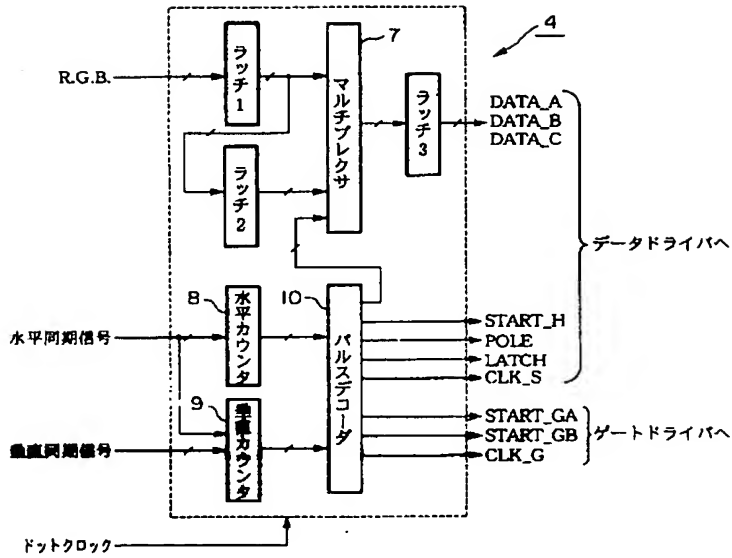 4
7
R.G.B.
ラッチ1
マルチプレクサ
ラッチ3
DATA_A
DATA_B
DATA_C
ラッチ2
データドライバへ
8
水平カウンタ
10
パルスデコーダ
START_H
POLE
LATCH
CLK_S
水平同期信号
9
垂直カウンタ
START_GA
START_GB
CLK_G
ゲートドライバへ
垂直同期信号
ドットクロック